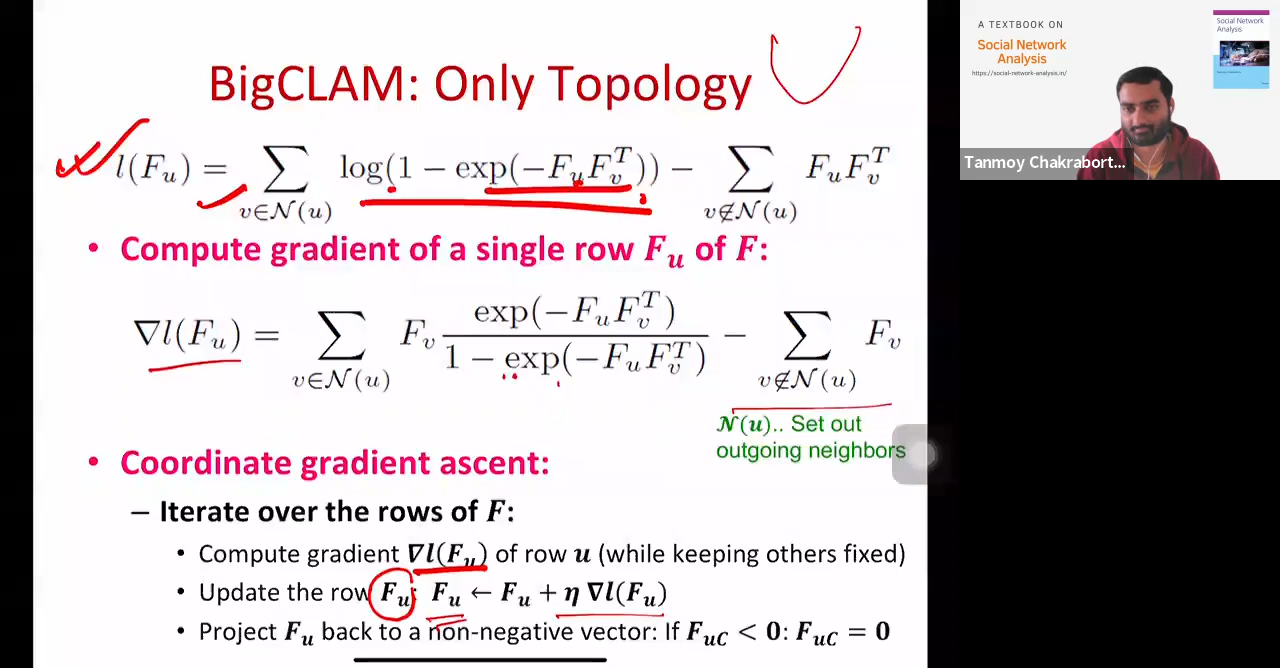 BigCLAM: Only Topology
l(F_u) = ∑_{v∈N(u)} log(1 − exp(−F_u F_v^T)) − ∑_{v∉N(u)} F_u F_v^T
• Compute gradient of a single row F_u of F:
∇l(F_u) = ∑_{v∈N(u)} F_v exp(−F_u F_v^T) / (1 − exp(−F_u F_v^T)) − ∑_{v∉N(u)} F_v
N(u).. Set out
outgoing neighbors
• Coordinate gradient ascent:
– Iterate over the rows of F:
• Compute gradient ∇l(F_u) of row u (while keeping others fixed)
• Update the row F_u: F_u ← F_u + η ∇l(F_u)
• Project F_u back to a non-negative vector: If F_uC < 0: F_uC = 0
A TEXTBOOK ON
Social Network
Analysis
https://social-network-analysis.in/
Social Network
Analysis
Tanmoy Chakrabort...